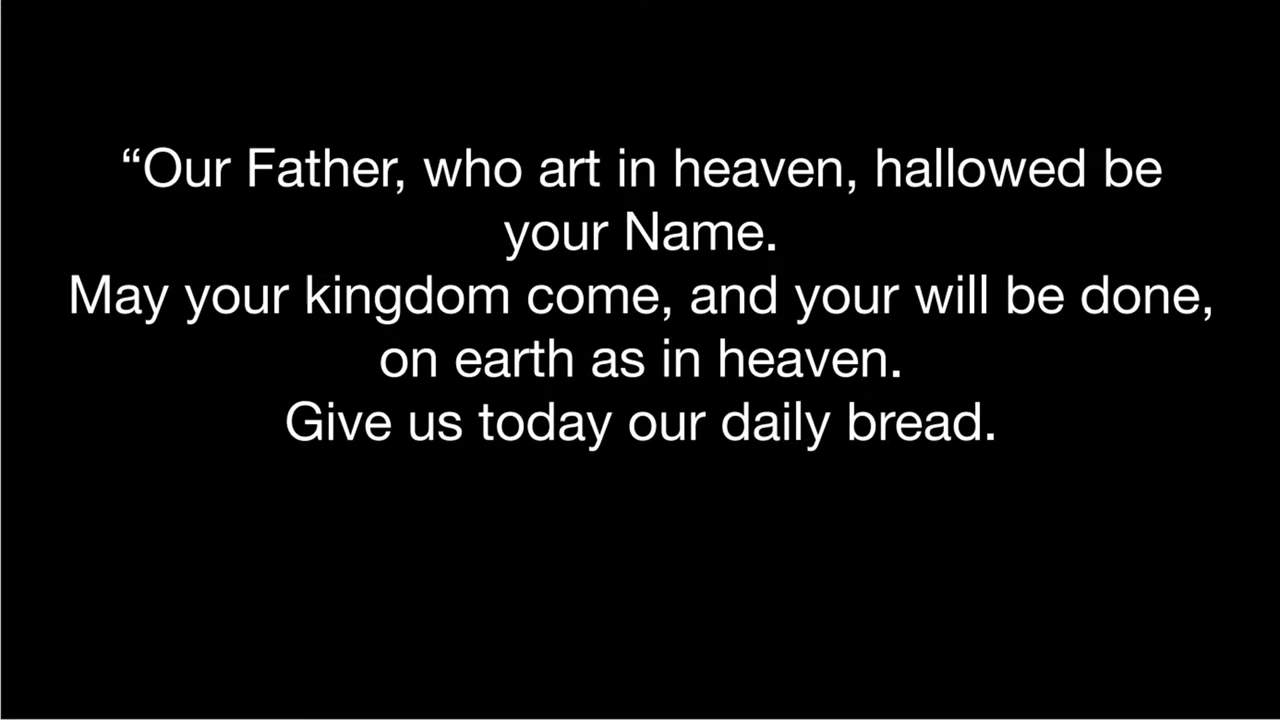 “Our Father, who art in heaven, hallowed be
your Name.
May your kingdom come, and your will be done,
on earth as in heaven.
Give us today our daily bread.